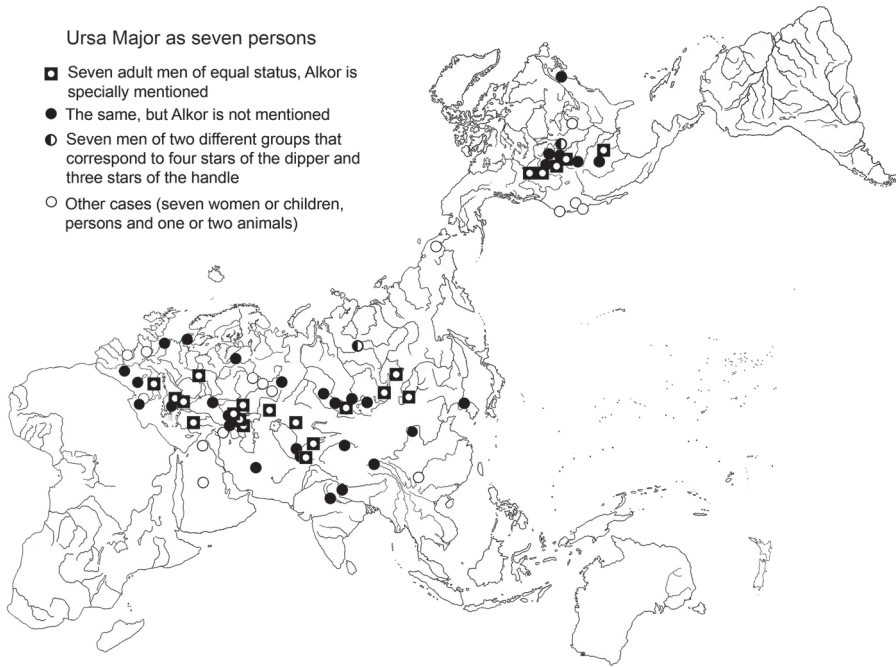 Ursa Major as seven persons
Seven adult men of equal status, Alkor is
specially mentioned
The same, but Alkor is not mentioned
Seven men of two different groups that
correspond to four stars of the dipper and
three stars of the handle
Other cases (seven women or children,
persons and one or two animals)